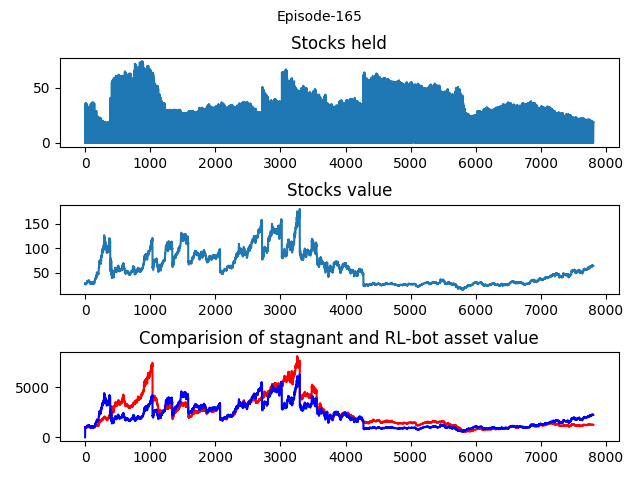 Episode-165
Stocks held
50
0
0 1000 2000 3000 4000 5000 6000 7000 8000
Stocks value
150
100
50
0 1000 2000 3000 4000 5000 6000 7000 8000
Comparision of stagnant and RL-bot asset value
5000
0
0 1000 2000 3000 4000 5000 6000 7000 8000